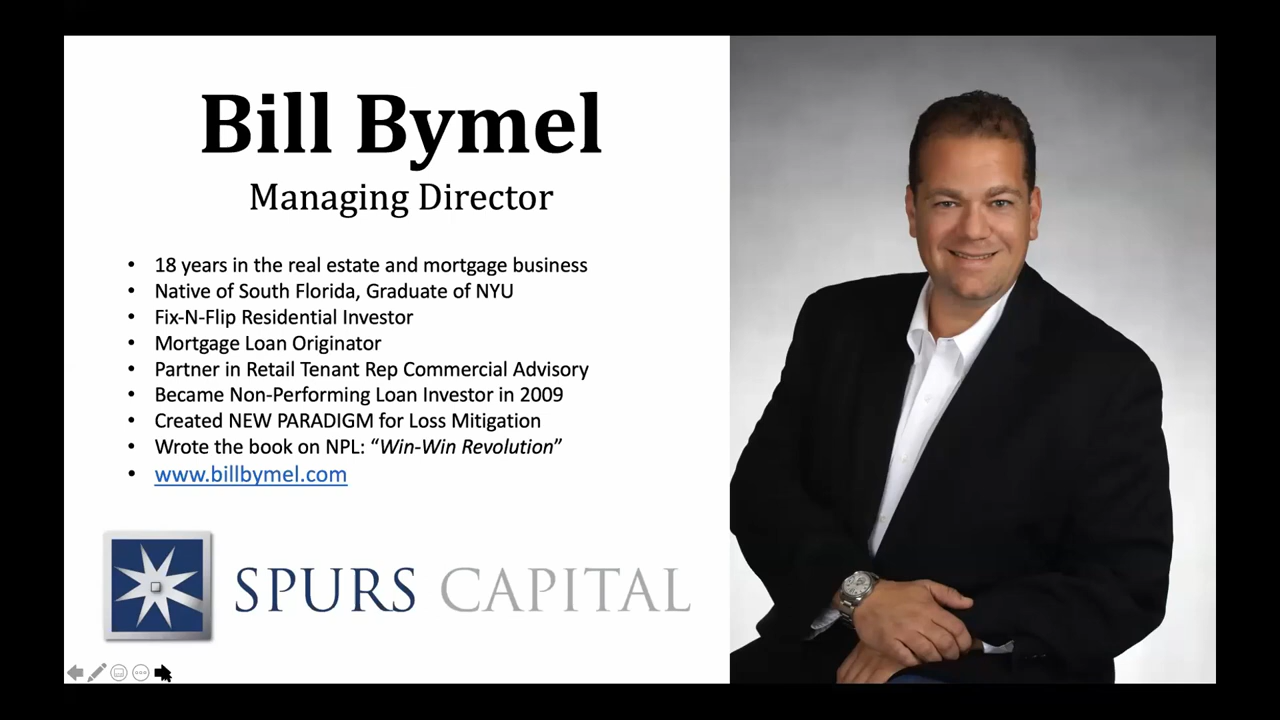 Bill Bymel
Managing Director
• 18 years in the real estate and mortgage business
• Native of South Florida, Graduate of NYU
• Fix-N-Flip Residential Investor
• Mortgage Loan Originator
• Partner in Retail Tenant Rep Commercial Advisory
• Became Non-Performing Loan Investor in 2009
• Created NEW PARADIGM for Loss Mitigation
• Wrote the book on NPL: “Win-Win Revolution”
• www.billbymel.com
SPURS CAPITAL